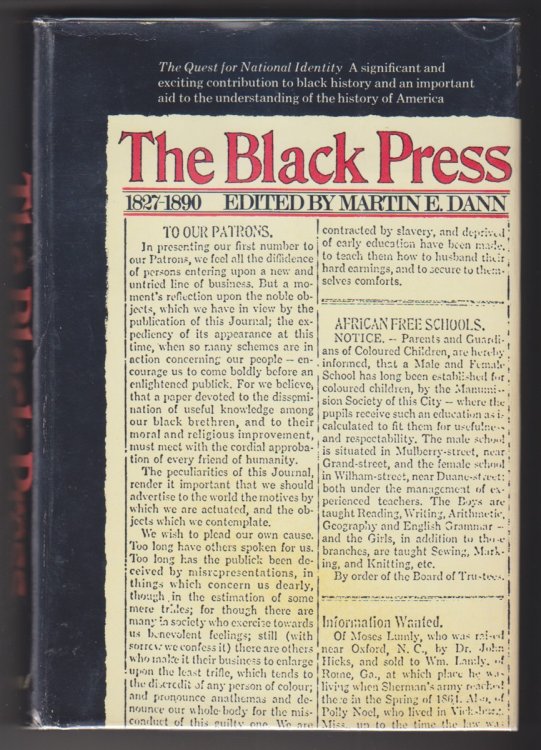 The Quest for National Identity A significant and
exciting contribution to black history and an important
aid to the understanding of the history of America
The Black Press
1827-1890 EDITED BY MARTIN E. DANN
TO OUR PATRONS.
In presenting our first number to
our Patrons, we feel all the diffidence
of persons entering upon a new and
untried line of business. But a mo-
ment's reflection upon the noble ob-
jects, which we have in view by the
publication of this Journal; the ex-
pediency of its appearance at this
time, when so many schemes are in
action concerning our people — en-
courage us to come boldly before an
enlightened publick. For we believe,
that a paper devoted to the dissemi-
nation of useful knowledge among
our black brethren, and to their
moral and religious improvement,
must meet with the cordial approba-
tion of every friend of humanity.
The peculiarities of this Journal,
render it important that we should
advertise to the world the motives by
which we are actuated, and the ob-
jects which we contemplate.
We wish to plead our own cause.
Too long have others spoken for us.
Too long has the publick been de-
ceived by misrepresentations, in
things which concern us dearly,
though in the estimation of some
mere trifles; for though there are
many in society who exercise towards
us benevolent feelings; still (with
sorrow we confess it) there are others
who make it their business to enlarge
upon the least trifle, which tends to
the discredit of any person of colour;
and pronounce anathemas and de-
nounce our whole body for the mis-
conduct of this guilty one. We are
contracted by slavery, and deprived
of early education have been made,
to teach them how to husband their
hard earnings, and to secure to them-
selves comforts.
AFRICAN FREE SCHOOLS.
NOTICE. — Parents and Guardi-
ans of Coloured Children, are hereby
informed, that a Male and Female
School has long been established for
coloured children, by the Manumis-
sion Society of this City — where the
pupils receive such an education as is
calculated to fit them for usefulness
and respectability. The male school
is situated in Mulberry-street, near
Grand-street, and the female school
in William-street, near Duane-street;
both under the management of ex-
perienced teachers. The Boys are
taught Reading, Writing, Arithmetic,
Geography and English Grammar —
and the Girls, in addition to those
branches, are taught Sewing, Mark-
ing, and Knitting, etc.
By order of the Board of Trustees.
Information Wanted.
Of Moses Lumly, who was raised
near Oxford, N. C., by Dr. John
Hicks, and sold to Wm. Landy, of
Rome, Ga., at which place he was
living when Sherman's army reached
there in the Spring of 1864. Also, of
Polly Noel, who lived in Vicksburg,
Miss. up to the time the law was
The Black Press